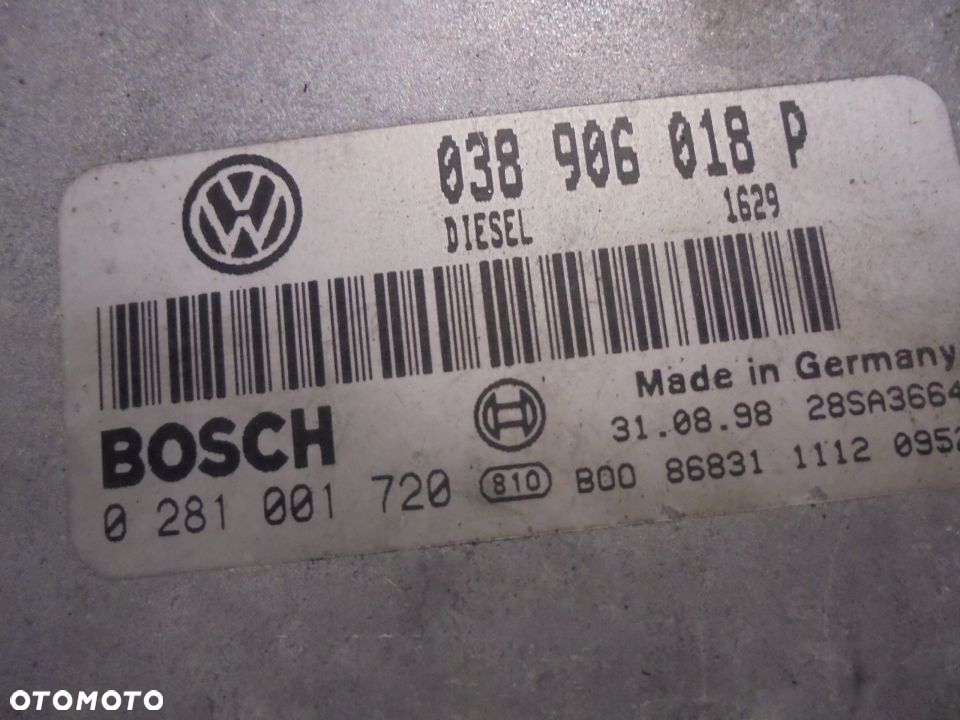 038 906 018 P
DIESEL 1629
Made in Germany
BOSCH 31.08.98 28SA3664
0 281 001 720 810 B00 86831 1112 0952
OTOMOTO